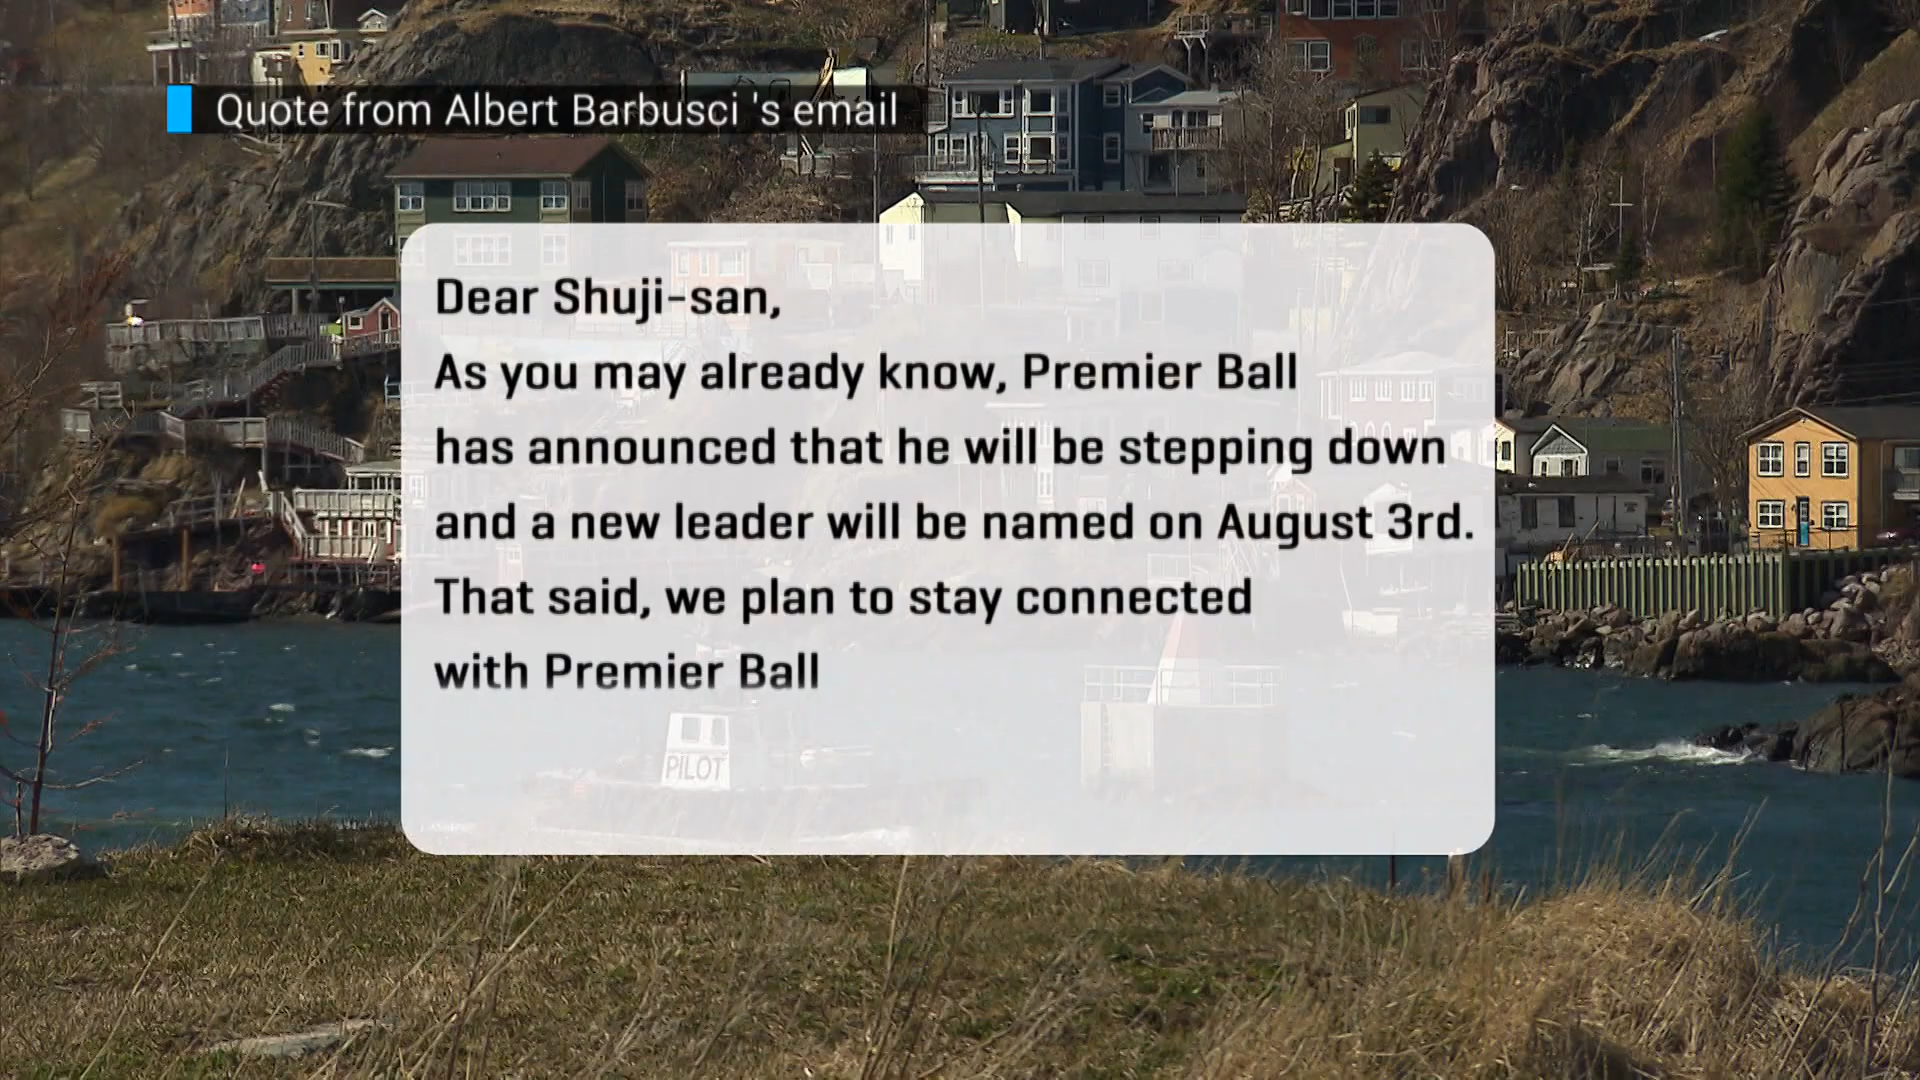 Quote from Albert Barbusci 's email
Dear Shuji-san,
As you may already know, Premier Ball
has announced that he will be stepping down
and a new leader will be named on August 3rd.
That said, we plan to stay connected
with Premier Ball
PILOT